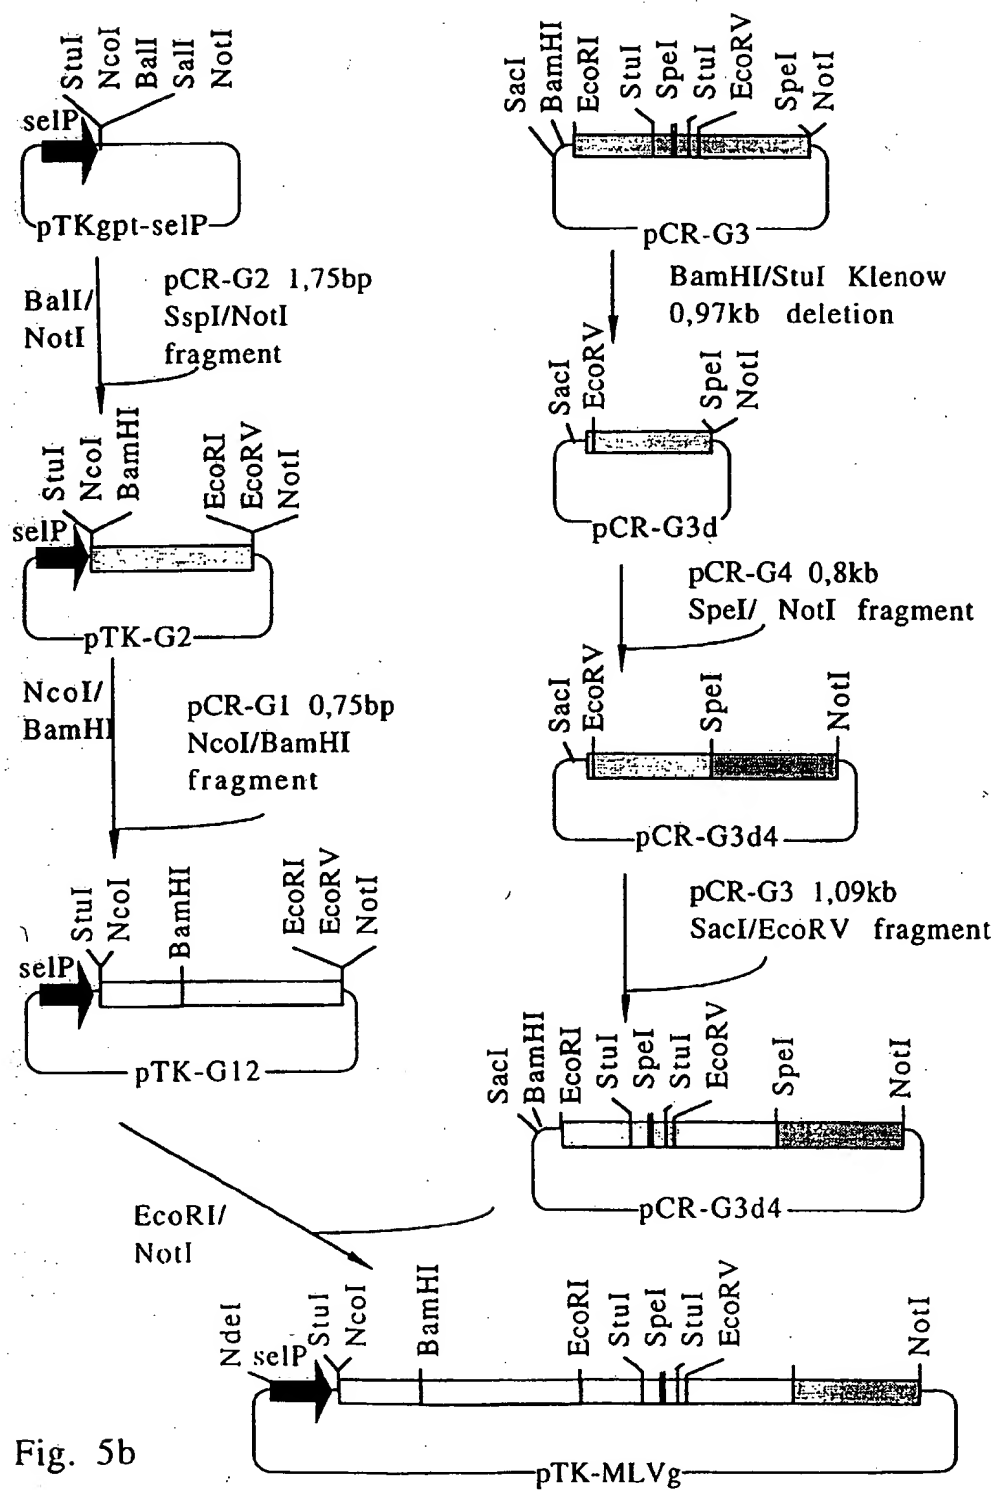 StuI
NcoI
BalI
SalI
NotI
selP
pTKgpt-selP
BalI/
NotI
pCR-G2 1,75bp
SspI/NotI
fragment
StuI
NcoI
BamHI
EcoRI
EcoRV
NotI
selP
pTK-G2
NcoI/
BamHI
pCR-G1 0,75bp
NcoI/BamHI
fragment
StuI
NcoI
BamHI
EcoRI
EcoRV
NotI
selP
pTK-G12
EcoRI/
NotI
SacI
BamHI
EcoRI
StuI
SpeI
StuI
EcoRV
SpeI
NotI
pCR-G3
BamHI/StuI Klenow
0,97kb deletion
SacI
EcoRV
SpeI
NotI
pCR-G3d
pCR-G4 0,8kb
SpeI/ NotI fragment
SacI
EcoRV
SpeI
NotI
pCR-G3d4
pCR-G3 1,09kb
SacI/EcoRV fragment
SacI
BamHI
EcoRI
StuI
SpeI
StuI
EcoRV
SpeI
NotI
pCR-G3d4
NdeI
selP
StuI
NcoI
BamHI
EcoRI
StuI
SpeI
StuI
EcoRV
NotI
pTK-MLVg
Fig. 5b